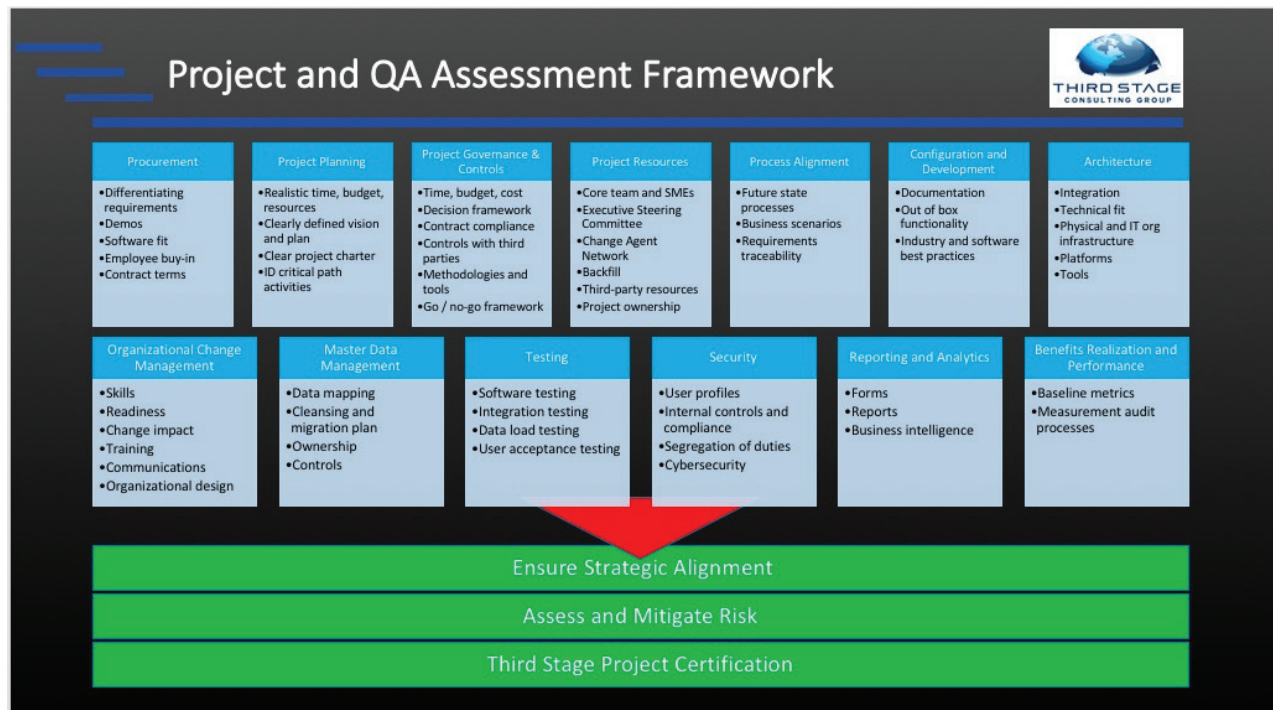 Project and QA Assessment Framework
THIRD STAGE
CONSULTING GROUP
Procurement
•Differentiating
requirements
•Demos
•Software fit
•Employee buy-in
•Contract terms
Project Planning
•Realistic time, budget,
resources
•Clearly defined vision
and plan
•Clear project charter
•ID critical path
activities
Project Governance &
Controls
•Time, budget, cost
•Decision framework
•Contract compliance
•Controls with third
parties
•Methodologies and
tools
•Go / no-go framework
Project Resources
•Core team and SMEs
•Executive Steering
Committee
•Change Agent
Network
•Backfill
•Third-party resources
•Project ownership
Process Alignment
•Future state
processes
•Business scenarios
•Requirements
traceability
Configuration and
Development
•Documentation
•Out of box
functionality
•Industry and software
best practices
Architecture
•Integration
•Technical fit
•Physical and IT org
infrastructure
•Platforms
•Tools
Organizational Change
Management
•Skills
•Readiness
•Change impact
•Training
•Communications
•Organizational design
Master Data
Management
•Data mapping
•Cleansing and
migration plan
•Ownership
•Controls
Testing
•Software testing
•Integration testing
•Data load testing
•User acceptance testing
Security
•User profiles
•Internal controls and
compliance
•Segregation of duties
•Cybersecurity
Reporting and Analytics
•Forms
•Reports
•Business intelligence
Benefits Realization and
Performance
•Baseline metrics
•Measurement audit
processes
Ensure Strategic Alignment
Assess and Mitigate Risk
Third Stage Project Certification